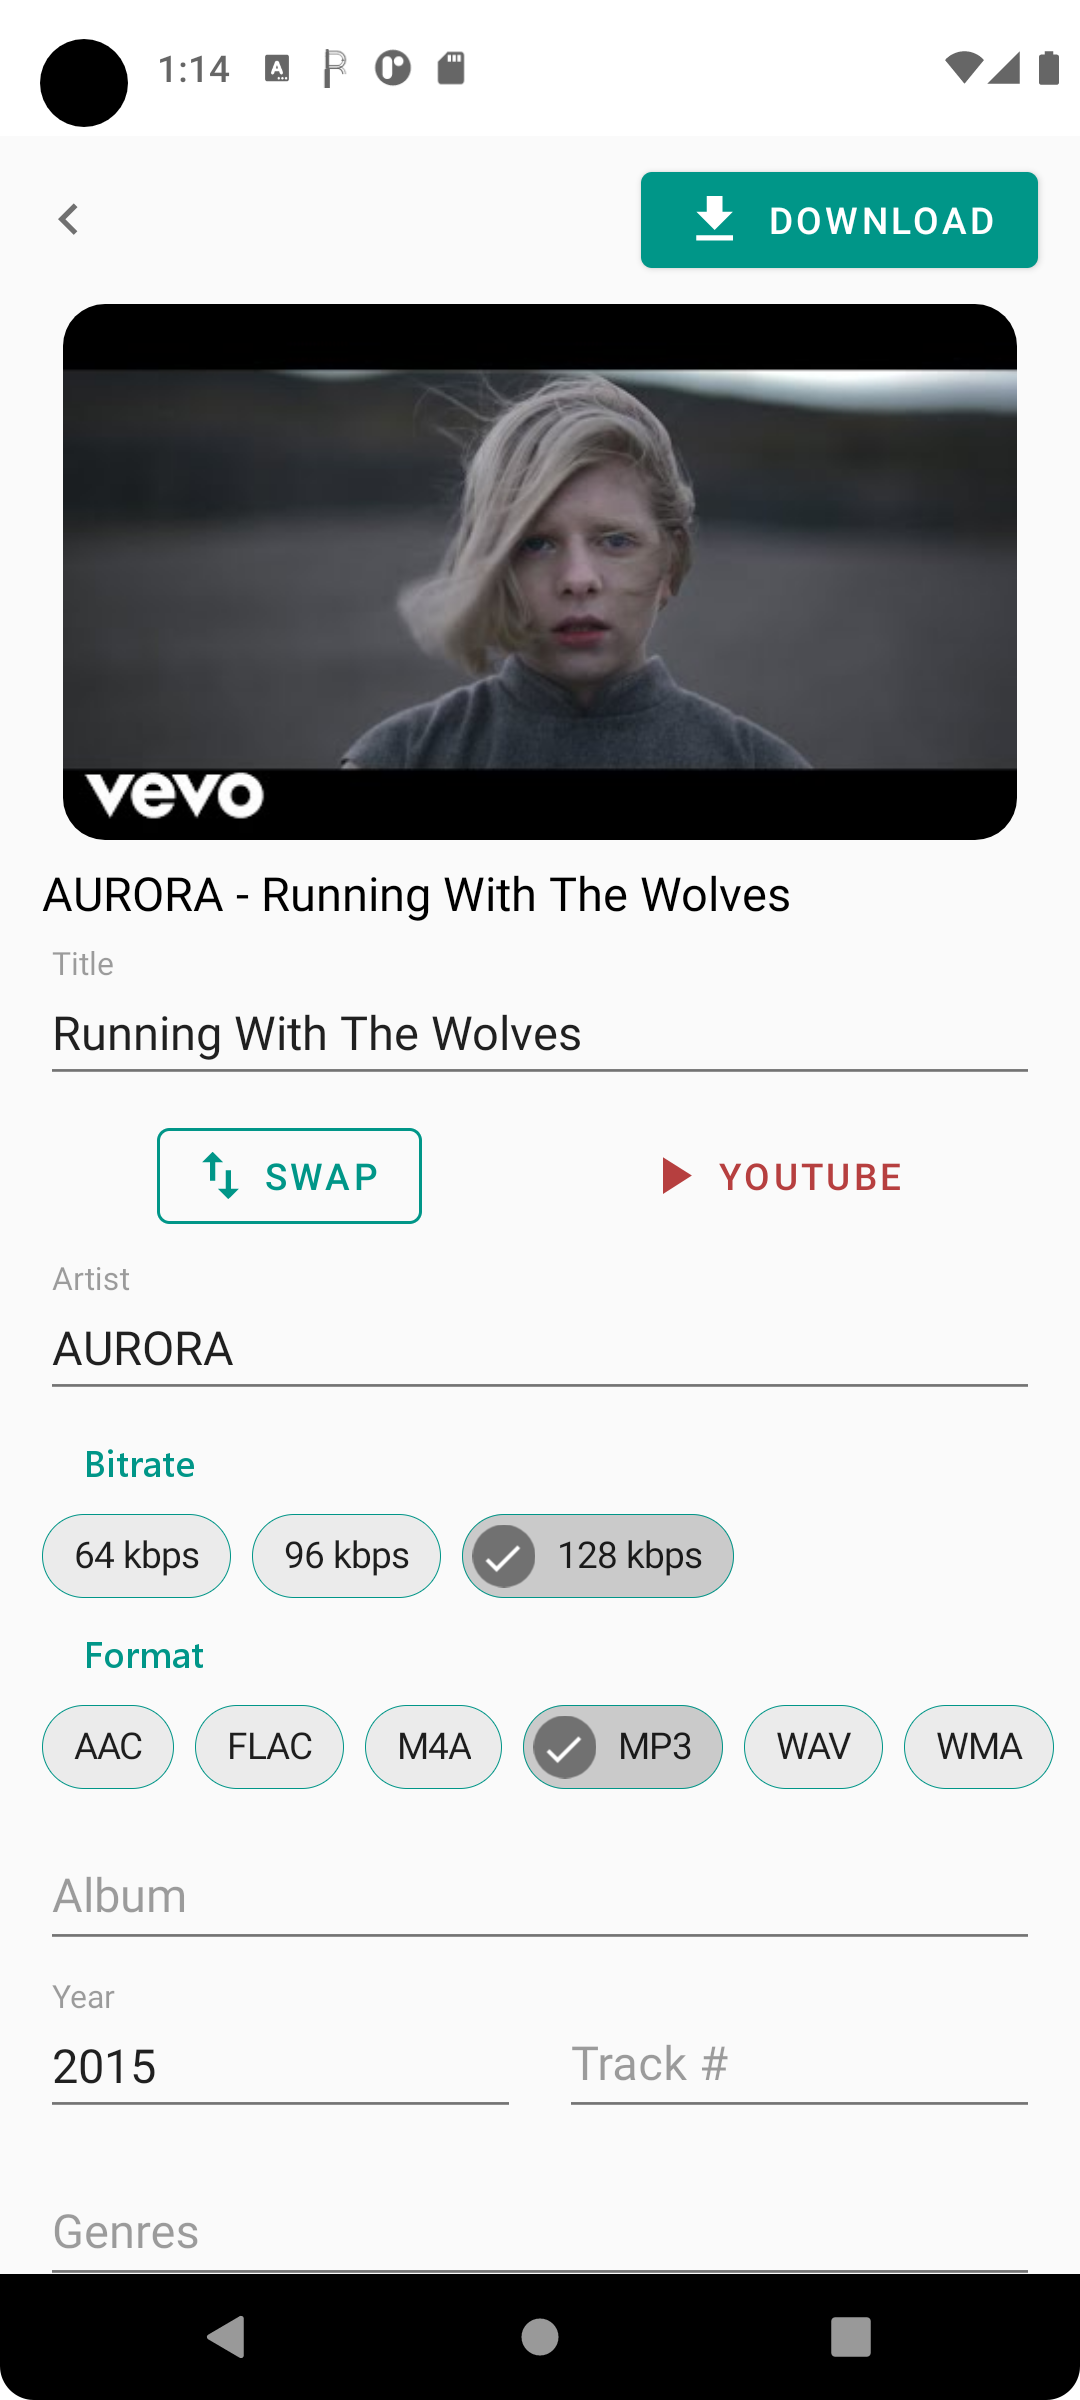 1:14
DOWNLOAD
vevo
AURORA - Running With The Wolves
Title
Running With The Wolves
SWAP
YOUTUBE
Artist
AURORA
Bitrate
64 kbps 96 kbps 128 kbps
Format
AAC FLAC M4A MP3 WAV WMA
Album
Year
2015
Track #
Genres